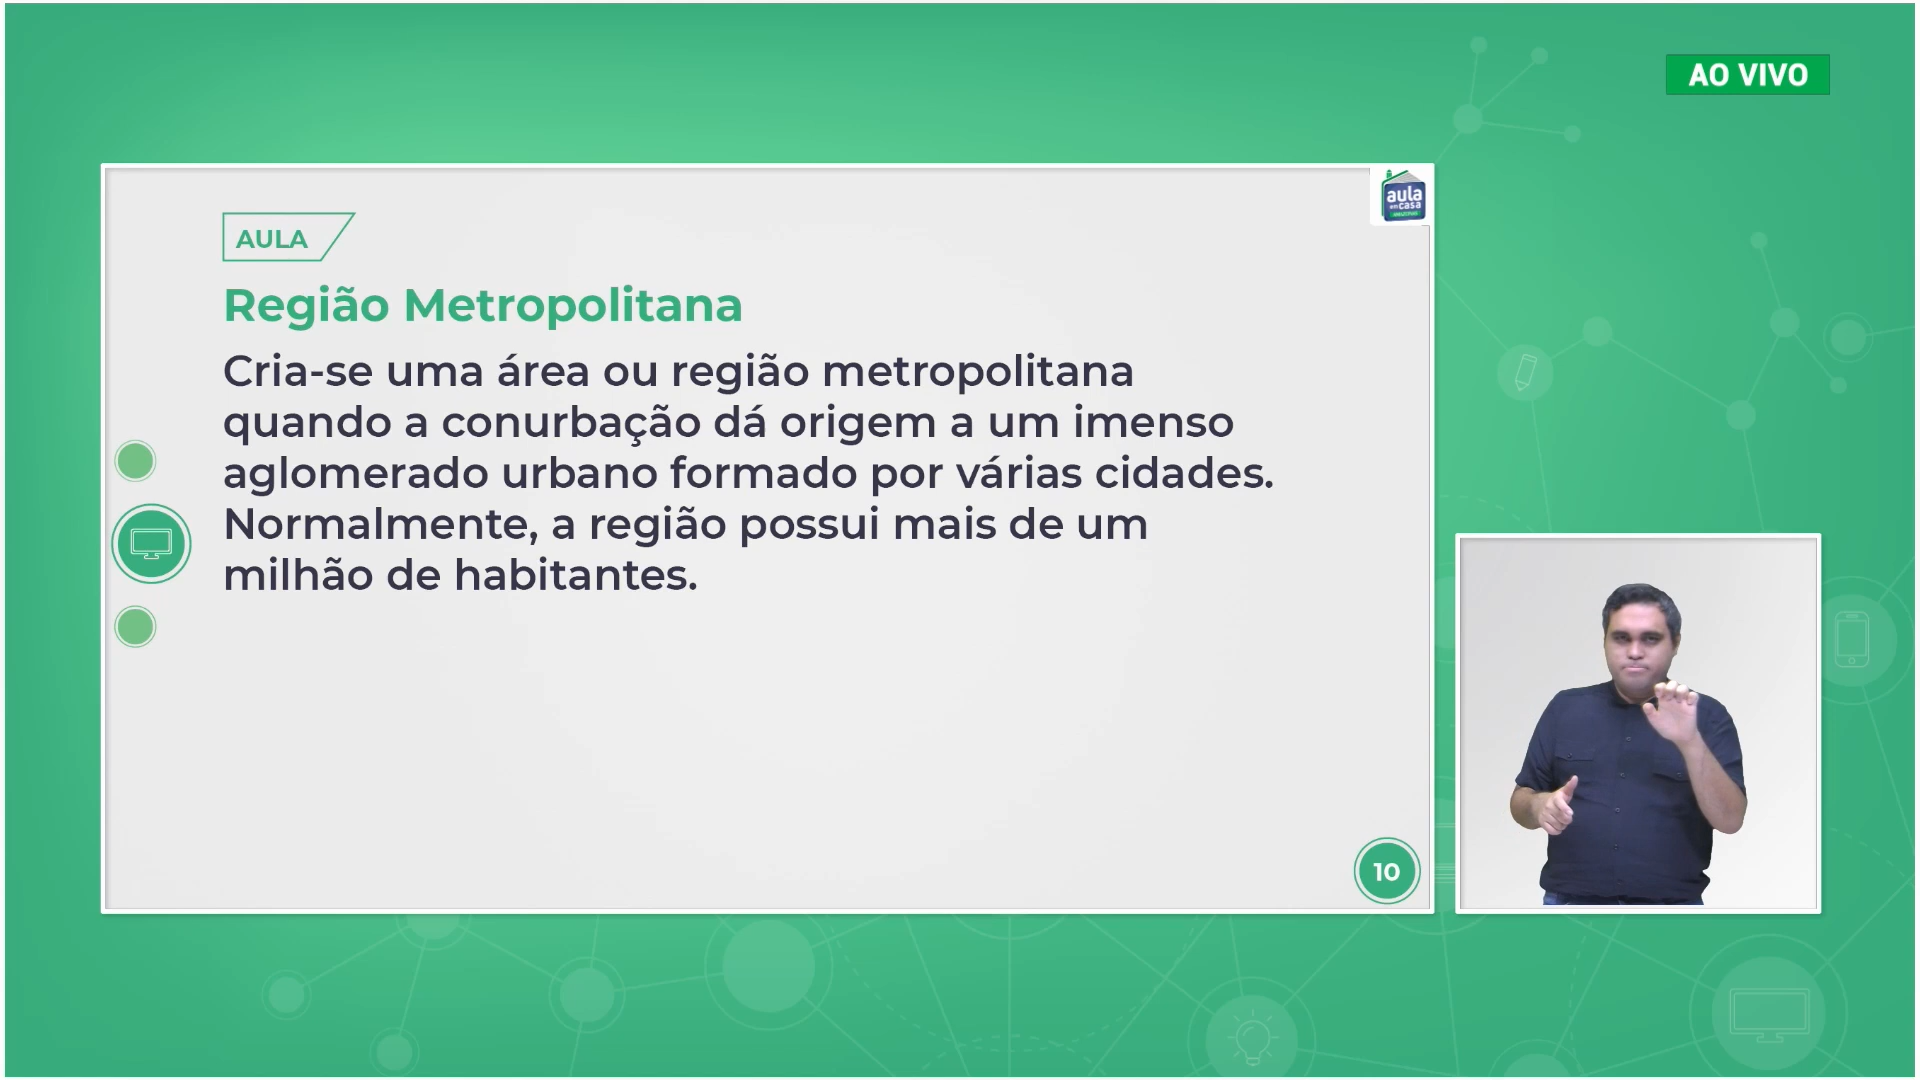 AO VIVO
aula
em casa
AULA
Região Metropolitana
Cria-se uma área ou região metropolitana
quando a conurbação dá origem a um imenso
aglomerado urbano formado por várias cidades.
Normalmente, a região possui mais de um
milhão de habitantes.
10